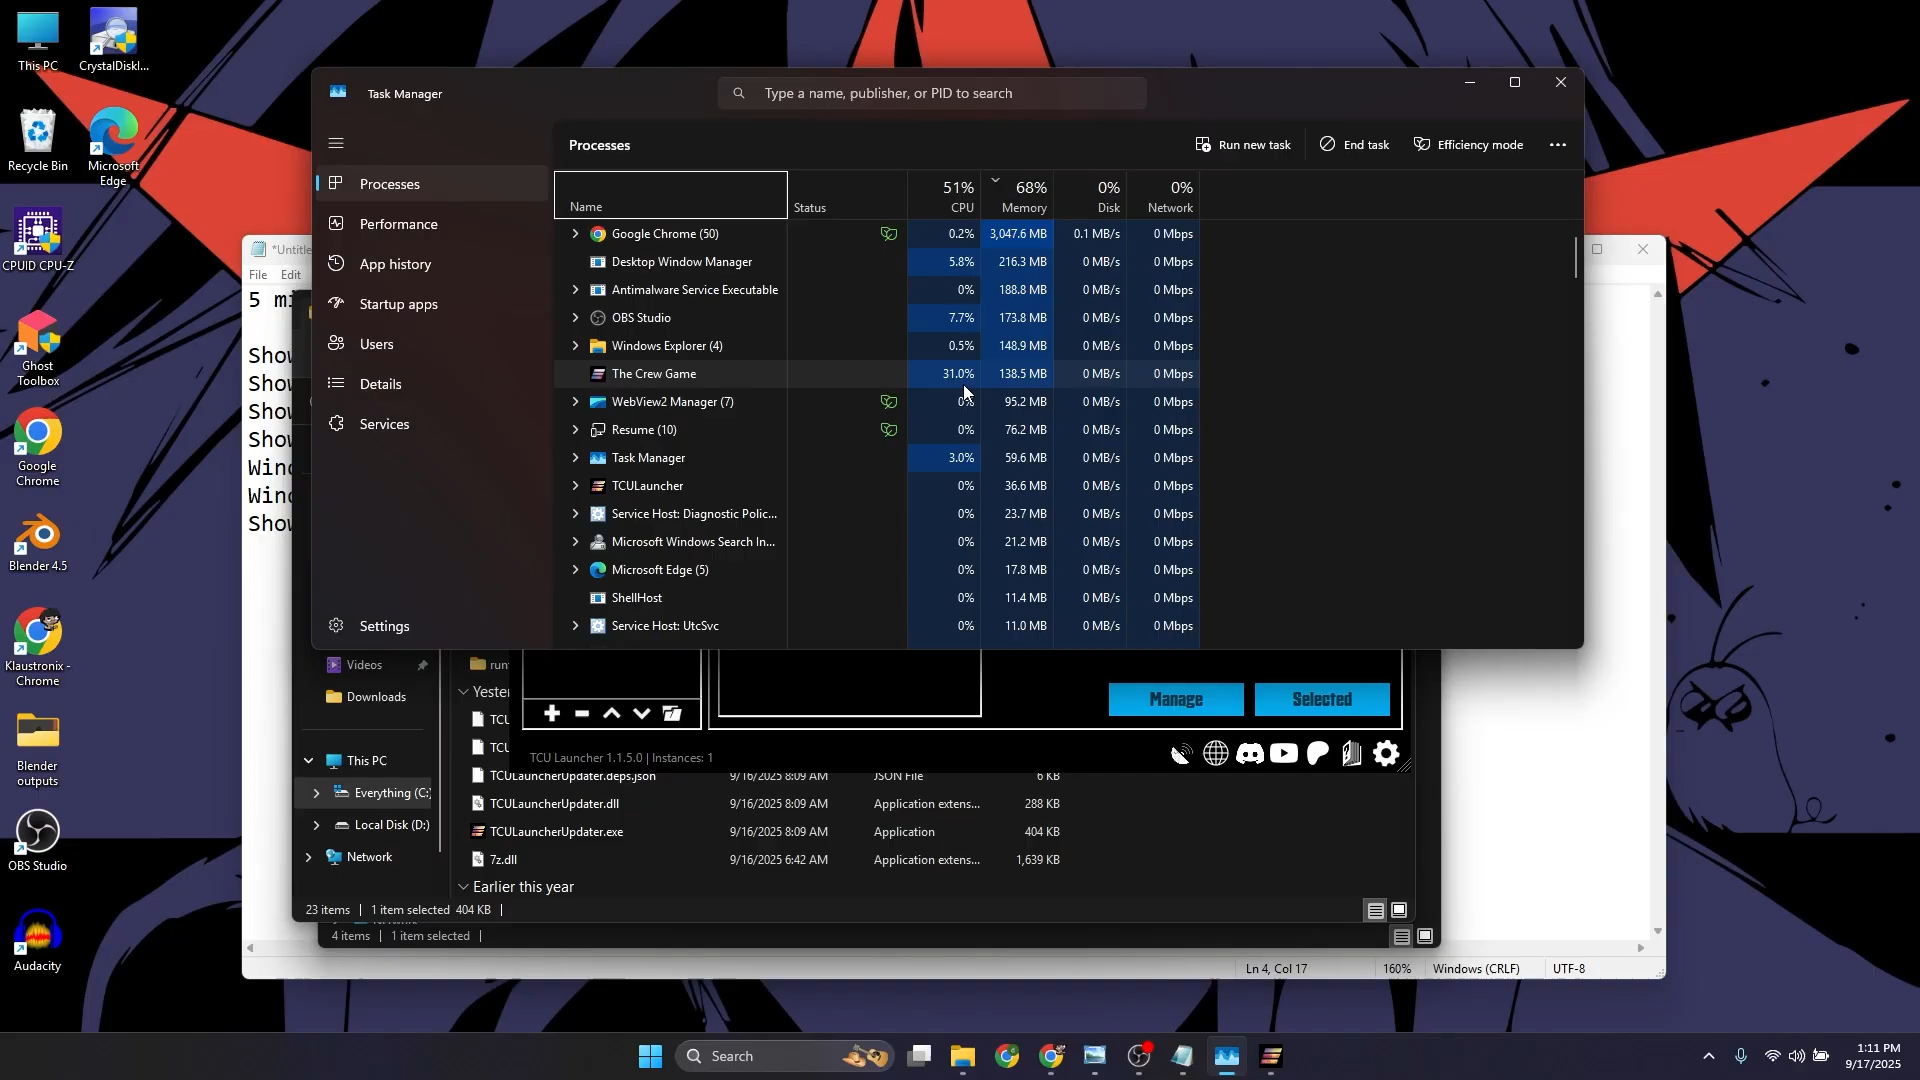 This PC
CrystalDiskI...
Recycle Bin
Microsoft
Edge
CPUID CPU-Z
Ghost
Toolbox
Google
Chrome
Blender 4.5
Klaustronix -
Chrome
Blender
outputs
OBS Studio
Audacity
Task Manager
Type a name, publisher, or PID to search
Processes
Performance
App history
Startup apps
Users
Details
Services
Settings
Processes
Run new task
End task
Efficiency mode
Name Status 51% CPU 68% Memory 0% Disk 0% Network
Google Chrome (50) 0.2% 3,047.6 MB 0.1 MB/s 0 Mbps
Desktop Window Manager 5.8% 216.3 MB 0 MB/s 0 Mbps
Antimalware Service Executable 0% 188.8 MB 0 MB/s 0 Mbps
OBS Studio 7.7% 173.8 MB 0 MB/s 0 Mbps
Windows Explorer (4) 0.5% 148.9 MB 0 MB/s 0 Mbps
The Crew Game 31.0% 138.5 MB 0 MB/s 0 Mbps
WebView2 Manager (7) 0% 95.2 MB 0 MB/s 0 Mbps
Resume (10) 0% 76.2 MB 0 MB/s 0 Mbps
Task Manager 3.0% 59.6 MB 0 MB/s 0 Mbps
TCULauncher 0% 36.6 MB 0 MB/s 0 Mbps
Service Host: Diagnostic Polic... 0% 23.7 MB 0 MB/s 0 Mbps
Microsoft Windows Search In... 0% 21.2 MB 0 MB/s 0 Mbps
Microsoft Edge (5) 0% 17.8 MB 0 MB/s 0 Mbps
ShellHost 0% 11.4 MB 0 MB/s 0 Mbps
Service Host: UtcSvc 0% 11.0 MB 0 MB/s 0 Mbps
*Untitle
File Edit
5 mi
Show
Show
Show
Show
Wind
Wind
Show
Videos
Downloads
This PC
Everything (C:)
Local Disk (D:)
Network
run
Yester
TCU
TCU
TCULauncherUpdater.deps.json 9/16/2025 8:09 AM JSON File 6 KB
TCULauncherUpdater.dll 9/16/2025 8:09 AM Application extens... 288 KB
TCULauncherUpdater.exe 9/16/2025 8:09 AM Application 404 KB
7z.dll 9/16/2025 6:42 AM Application extens... 1,639 KB
Earlier this year
23 items 1 item selected 404 KB
4 items 1 item selected
Manage
Selected
TCU Launcher 1.1.5.0 | Instances: 1
Ln 4, Col 17 160% Windows (CRLF) UTF-8
Search
1:11 PM
9/17/2025